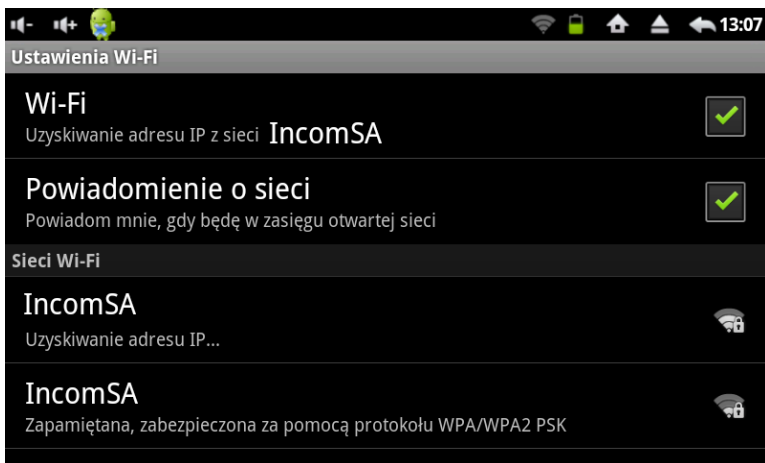 13:07
Ustawienia Wi-Fi
Wi-Fi
Uzyskiwanie adresu IP z sieci IncomSA
Powiadomienie o sieci
Powiadom mnie, gdy będę w zasięgu otwartej sieci
Sieci Wi-Fi
IncomSA
Uzyskiwanie adresu IP...
IncomSA
Zapamiętana, zabezpieczona za pomocą protokołu WPA/WPA2 PSK